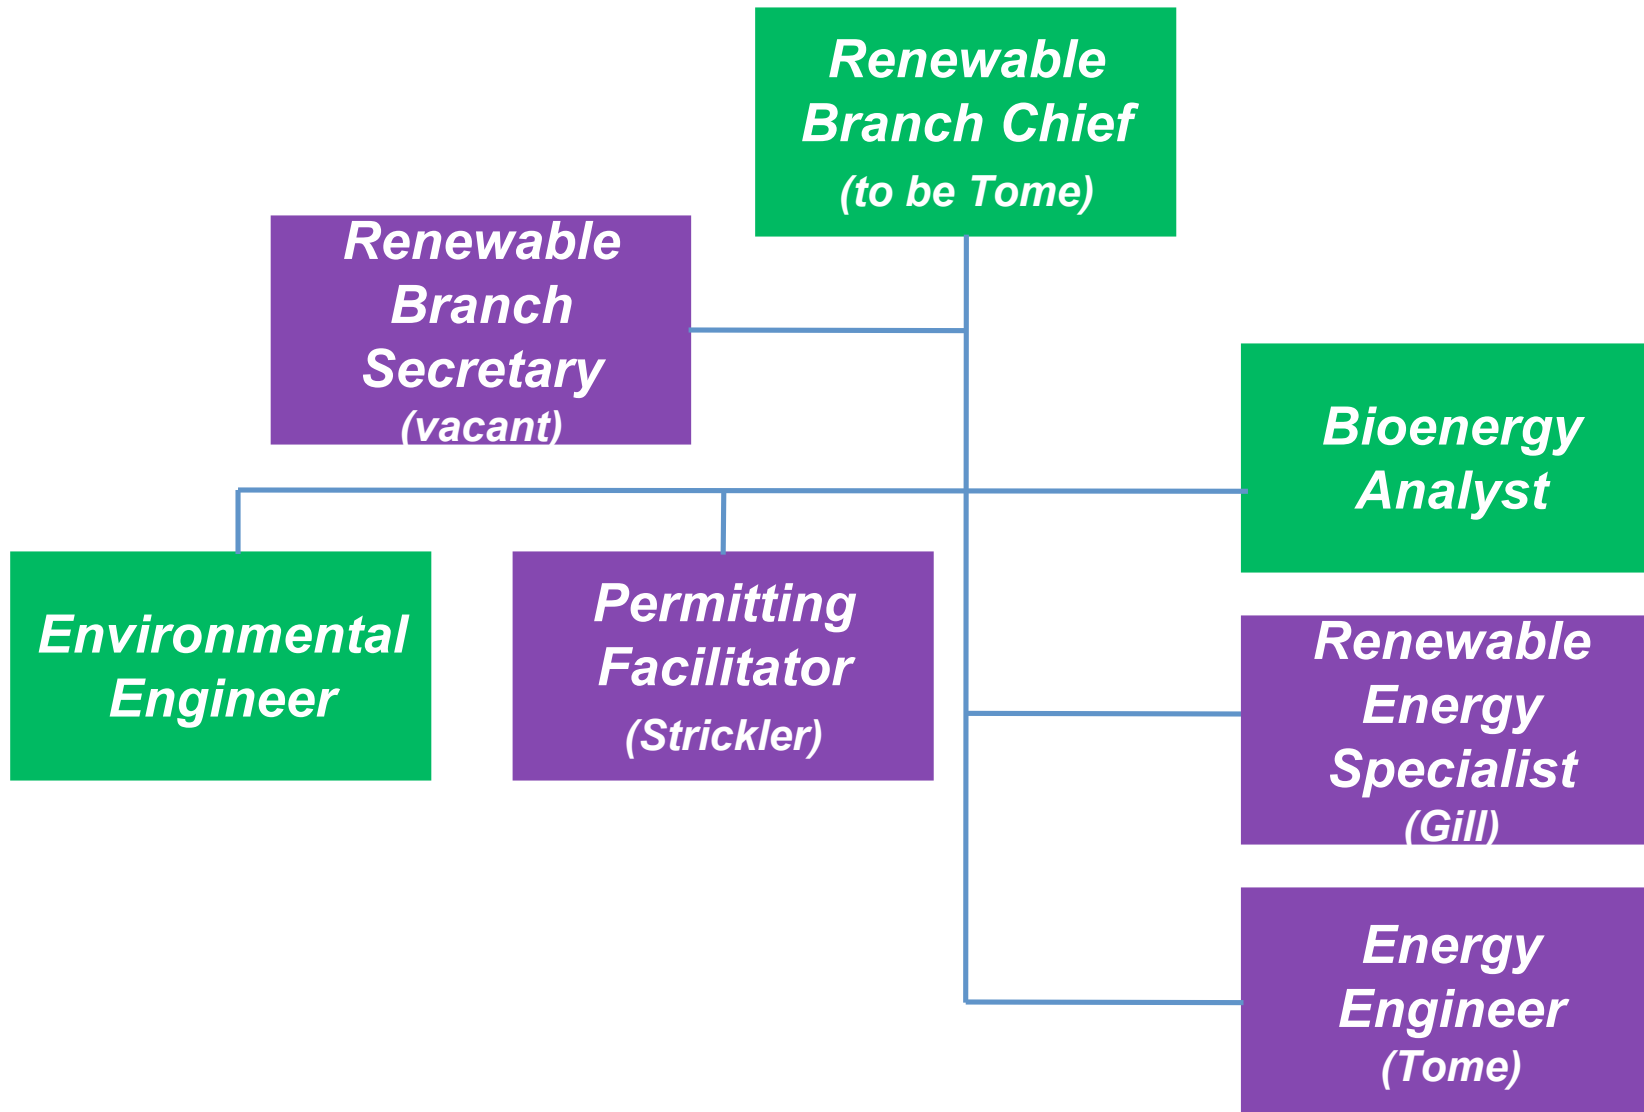 Renewable
Branch Chief
(to be Tome)
Renewable
Branch
Secretary
(vacant)
Bioenergy
Analyst
Environmental
Engineer
Permitting
Facilitator
(Strickler)
Renewable
Energy
Specialist
(Gill)
Energy
Engineer
(Tome)